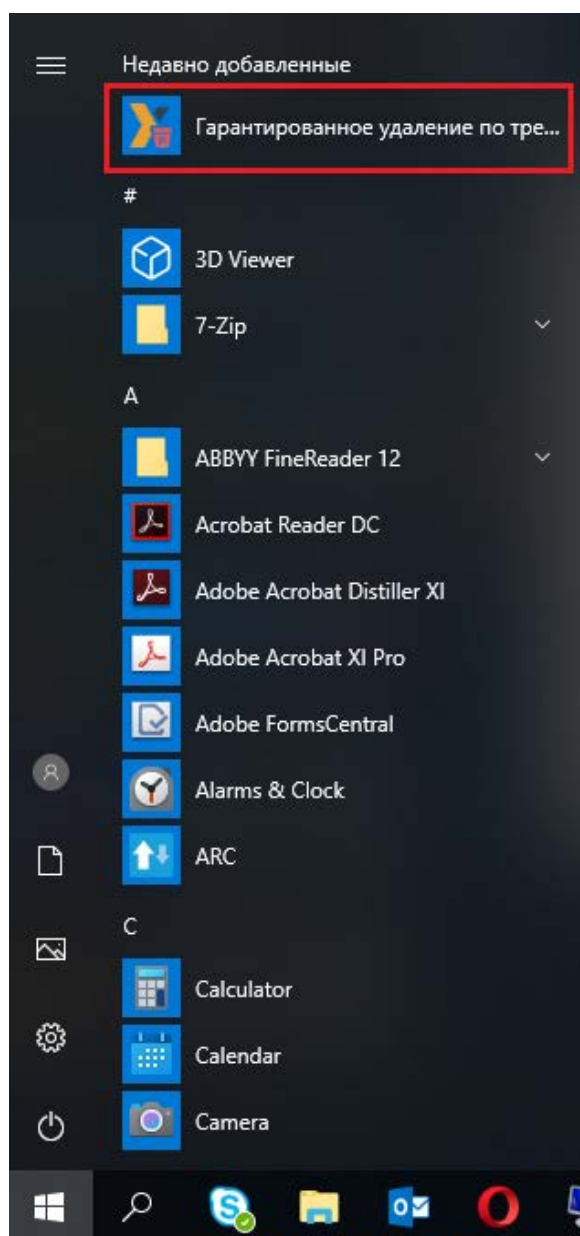 Недавно добавленные
Гарантированное удаление по тре...
#
3D Viewer
7-Zip
A
ABBYY FineReader 12
Acrobat Reader DC
Adobe Acrobat Distiller XI
Adobe Acrobat XI Pro
Adobe FormsCentral
Alarms & Clock
ARC
C
Calculator
Calendar
Camera